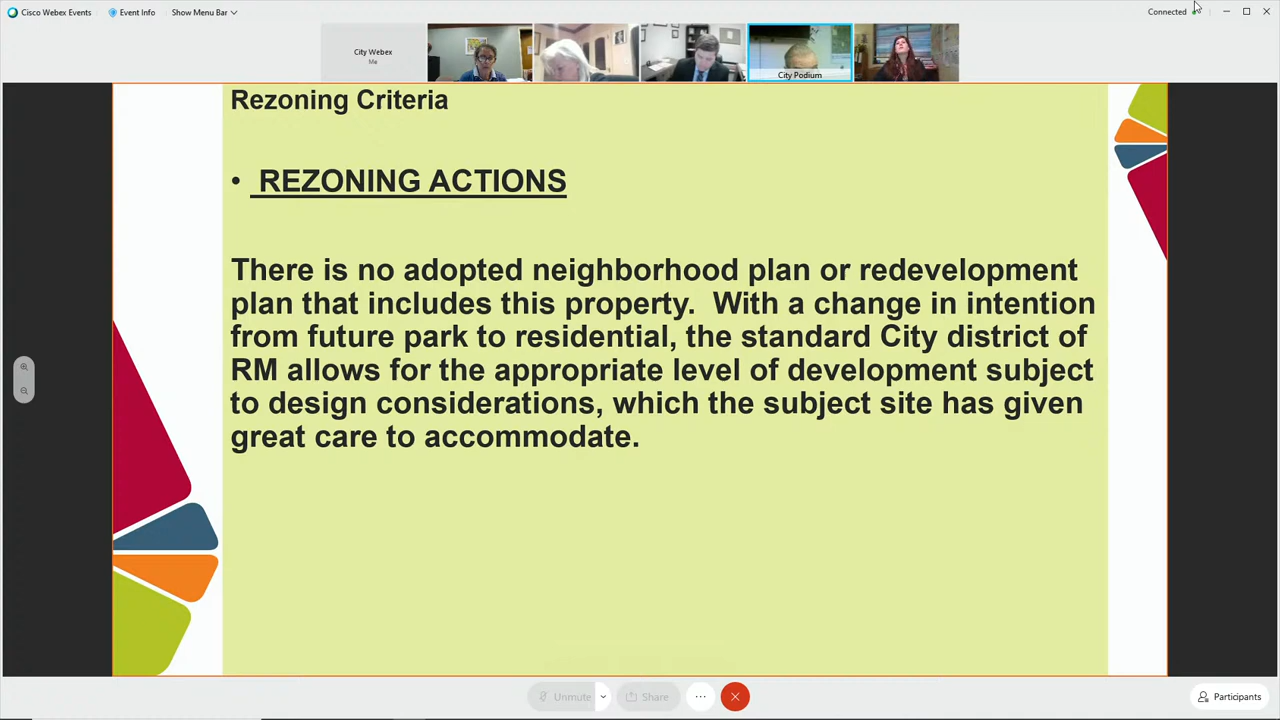 Cisco Webex Events
Event Info
Show Menu Bar
Connected
City Webex
Me
City Podium
Rezoning Criteria
• REZONING ACTIONS
There is no adopted neighborhood plan or redevelopment
plan that includes this property. With a change in intention
from future park to residential, the standard City district of
RM allows for the appropriate level of development subject
to design considerations, which the subject site has given
great care to accommodate.
Unmute
Share
Participants